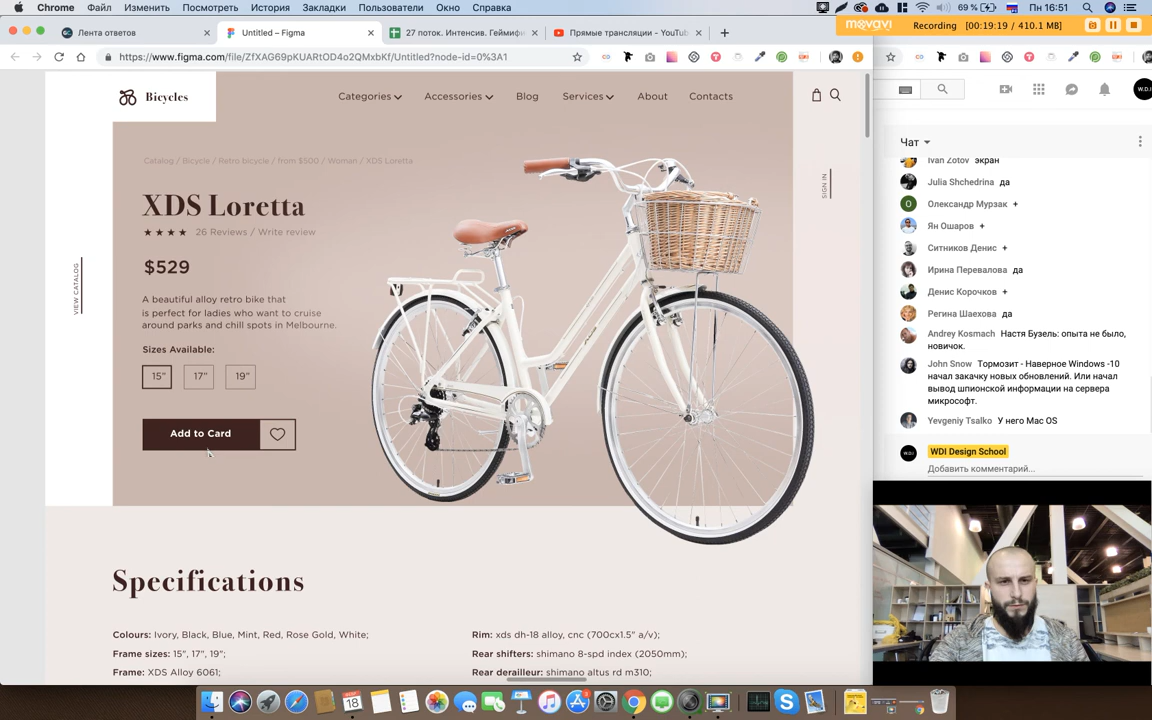 Chrome Файл Изменить Посмотреть История Закладки Пользователи Окно Справка
69 % Пн 16:51
movavi Recording [00:19:19 / 410.1 MB]
Лента ответов
Untitled – Figma
27 поток. Интенсив. Геймифи
Прямые трансляции - YouTu
https://www.figma.com/file/ZfXAG69pKUARtOD4o2QMxbKf/Untitled?node-id=0%3A1
Bicycles
Categories
Accessories
Blog
Services
About
Contacts
Catalog / Bicycle / Retro bicycle / from $500 / Woman / XDS Loretta
SIGN IN
XDS Loretta
★ ★ ★ ★ 26 Reviews / Write review
$529
VIEW CATALOG
A beautiful alloy retro bike that
is perfect for ladies who want to cruise
around parks and chill spots in Melbourne.
Sizes Available:
15" 17" 19"
Add to Card
Specifications
Colours: Ivory, Black, Blue, Mint, Red, Rose Gold, White;
Frame sizes: 15", 17", 19";
Frame: XDS Alloy 6061;
Rim: xds dh-18 alloy, cnc (700cx1.5" a/v);
Rear shifters: shimano 8-spd index (2050mm);
Rear derailleur: shimano altus rd m310;
Чат
Ivan Zotov экран
Julia Shchedrina да
Олександр Мурзак +
Ян Ошаров +
Ситников Денис +
Ирина Перевалова да
Денис Корочков +
Регина Шаехова да
Andrey Kosmach Настя Бузель: опыта не было,
новичок.
John Snow Тормозит - Наверное Windows -10
начал закачку новых обновлений. Или начал
вывод шпионской информации на сервера
микрософт.
Yevgeniy Tsalko У него Mac OS
WDI Design School
Добавить комментарий...
18